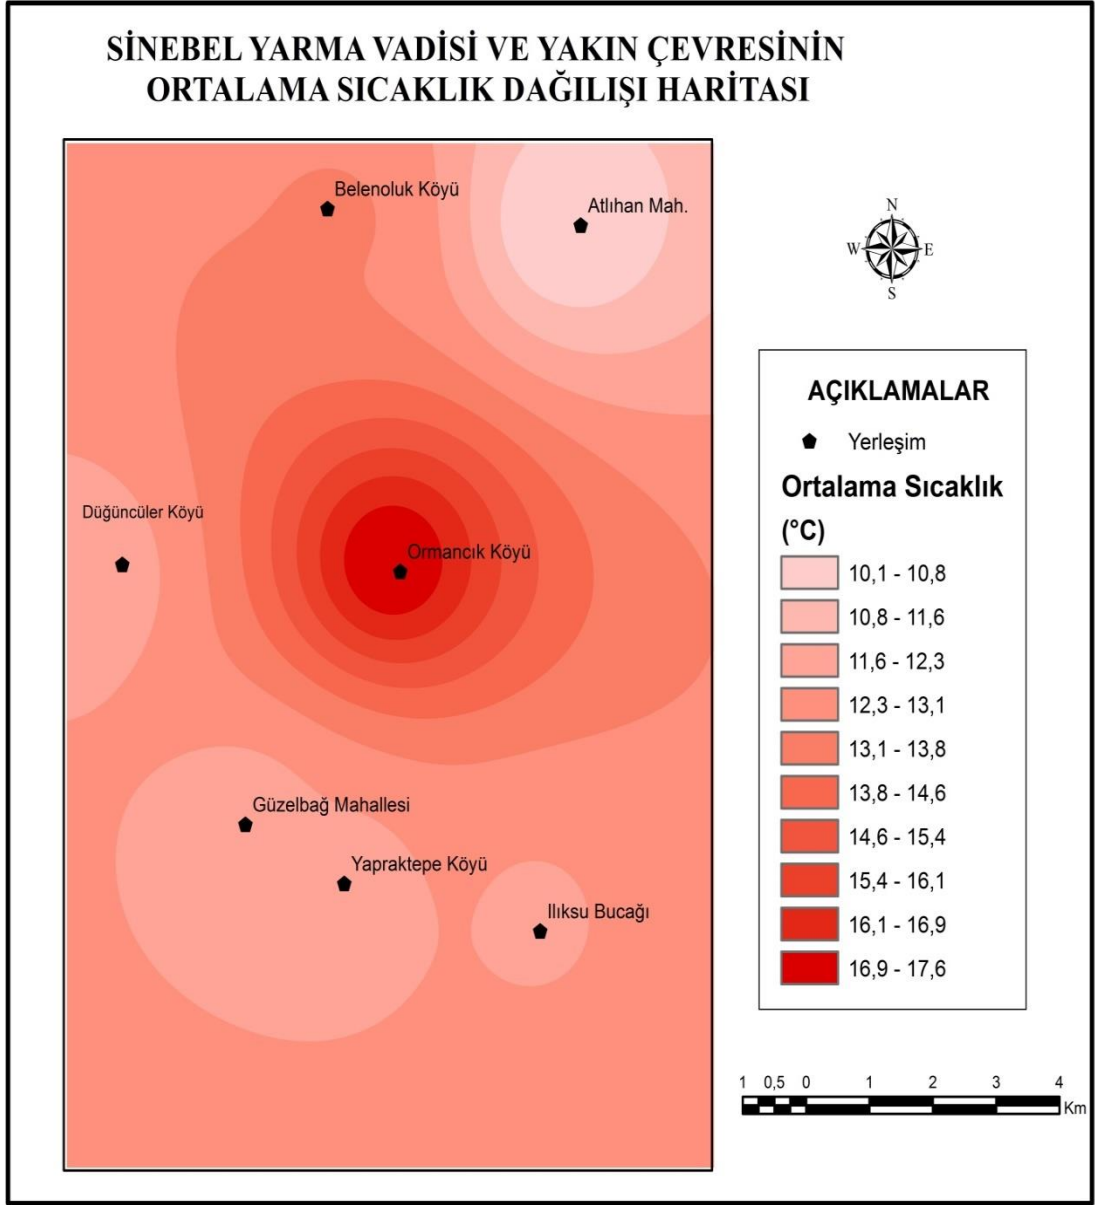 SİNEBEL YARMA VADİSİ VE YAKIN ÇEVRESİNİN
ORTALAMA SICAKLIK DAĞILIŞI HARİTASI
Belenoluk Köyü
Atlıhan Mah.
Düğüncüler Köyü
Ormancık Köyü
Güzelbağ Mahallesi
Yapraktepe Köyü
Ilıksu Bucağı
N
W E
S
AÇIKLAMALAR
Yerleşim
Ortalama Sıcaklık
(°C)
10,1 - 10,8
10,8 - 11,6
11,6 - 12,3
12,3 - 13,1
13,1 - 13,8
13,8 - 14,6
14,6 - 15,4
15,4 - 16,1
16,1 - 16,9
16,9 - 17,6
1 0,5 0 1 2 3 4
Km